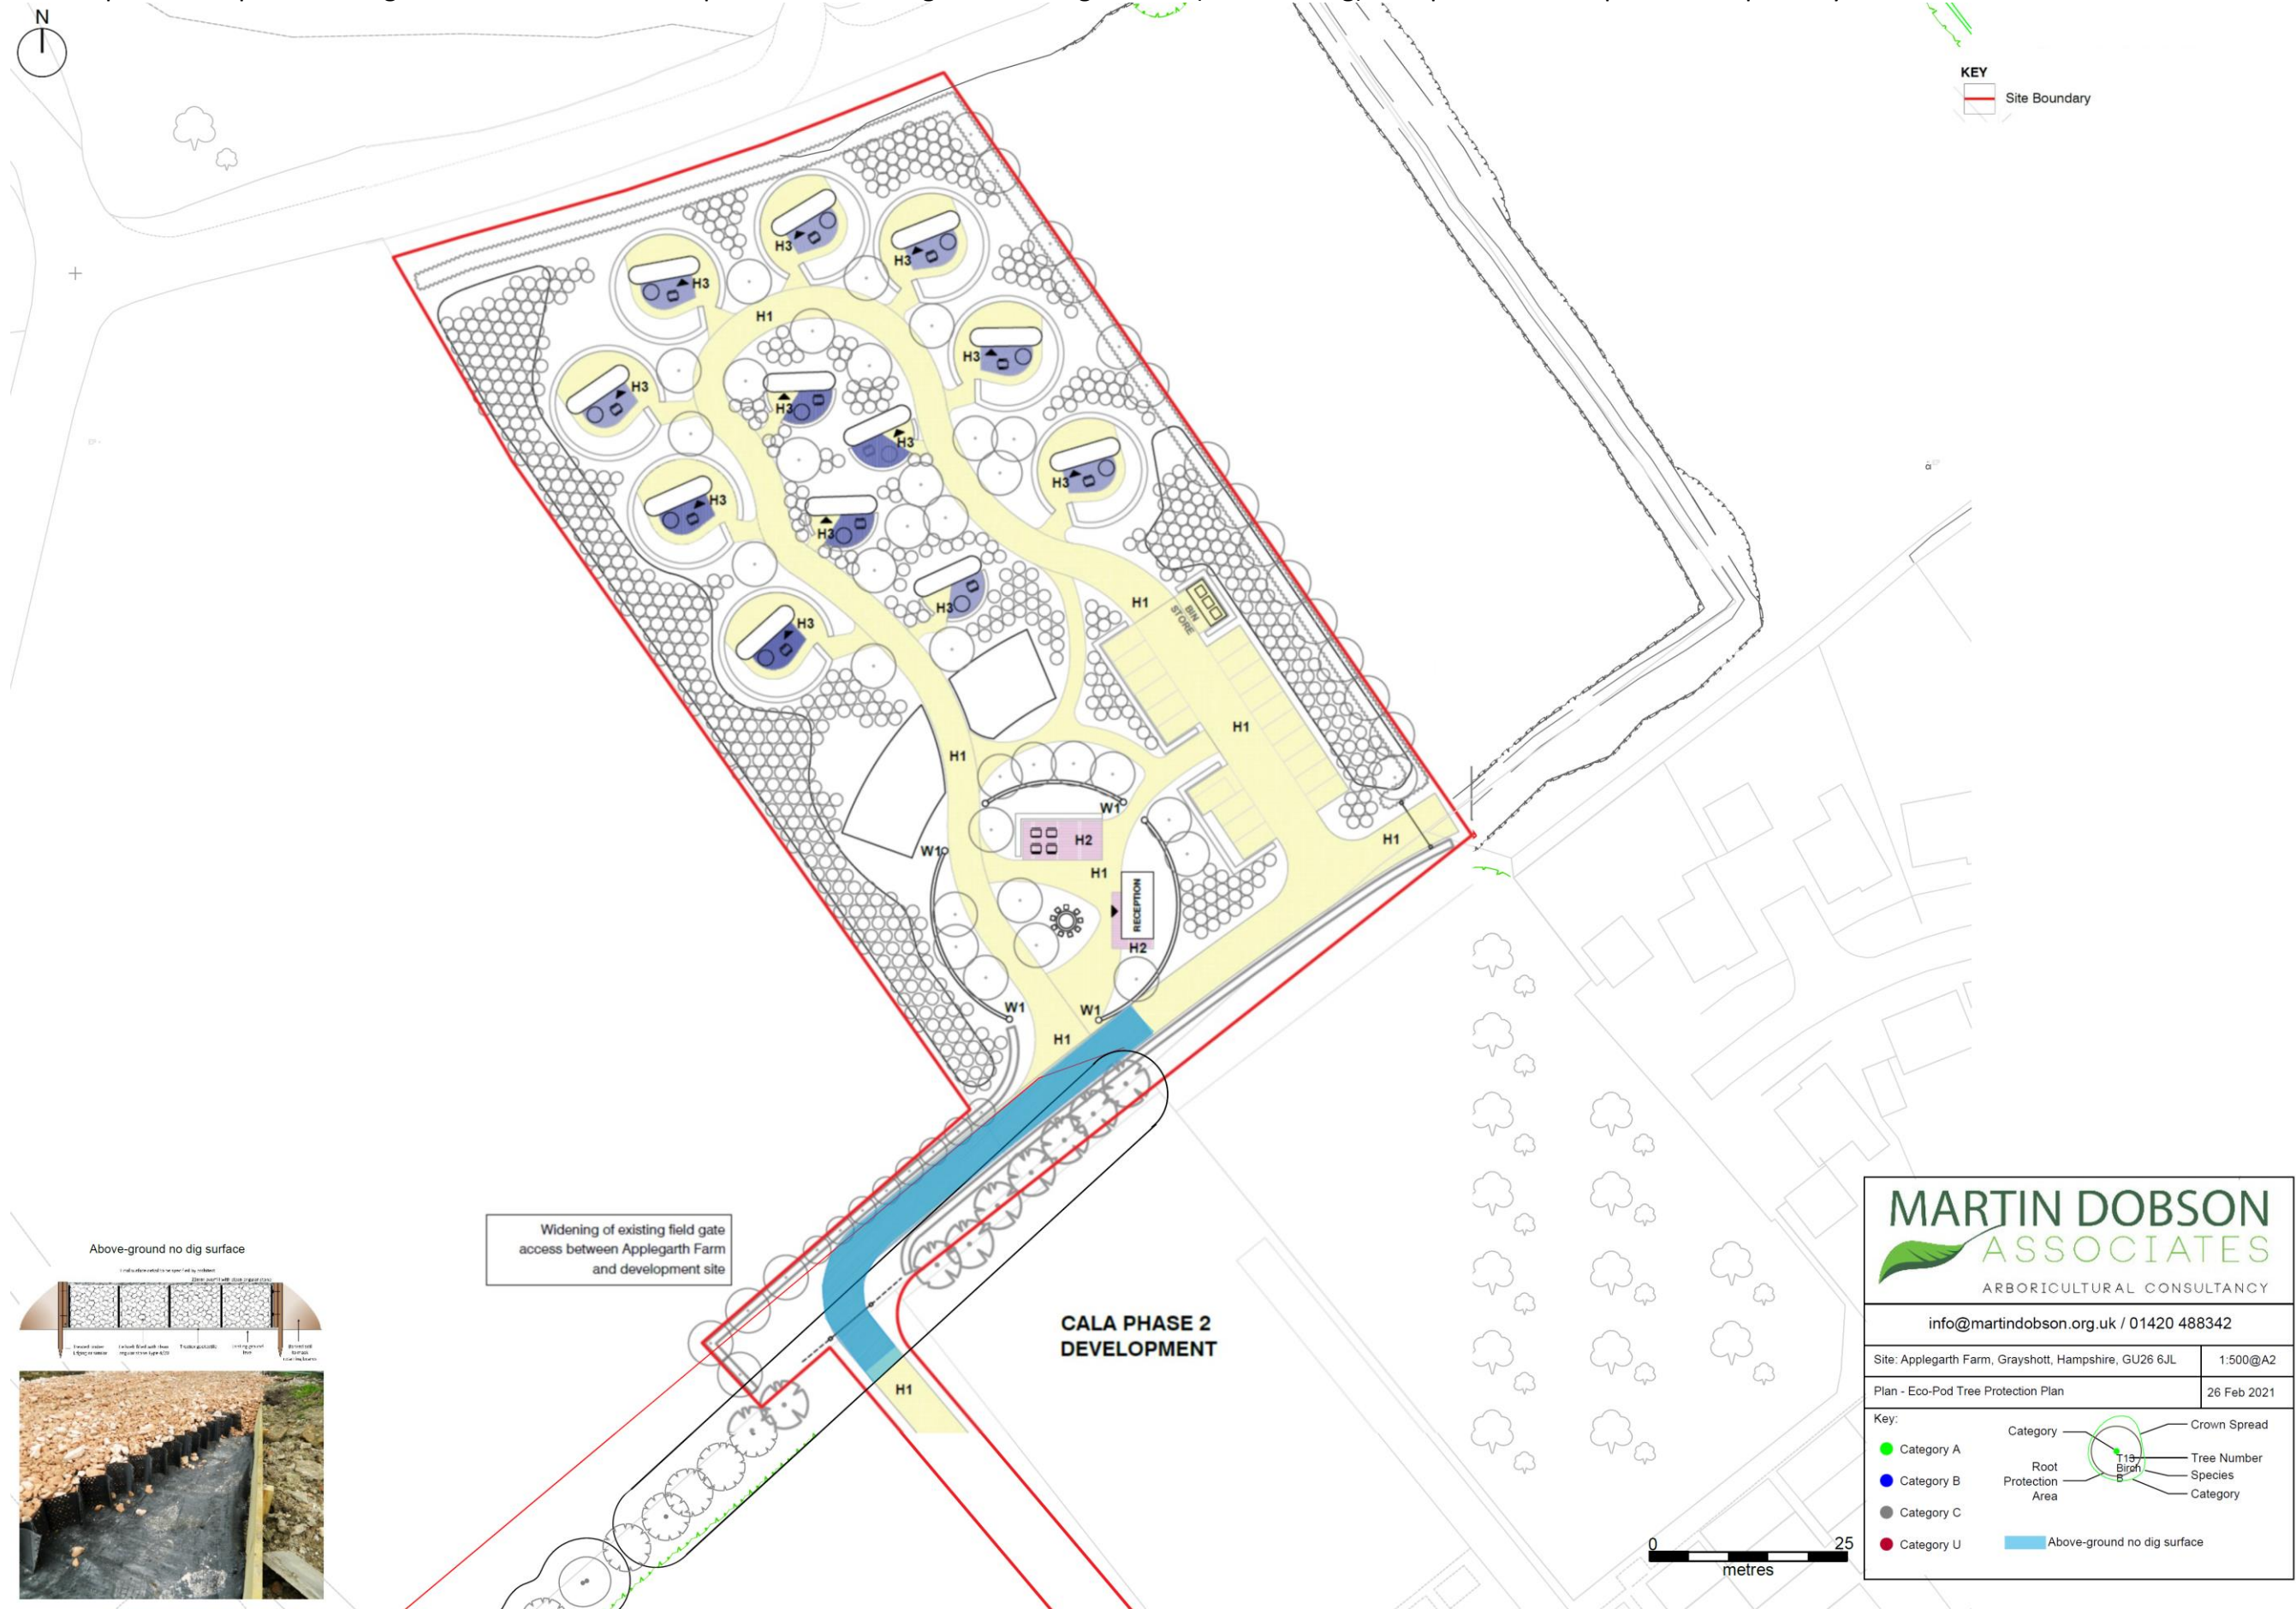 N
KEY
Site Boundary
H3
H3
H3
H3
H1
H3
H3
H3
H3
H3
H3
H3
H3
H3
H1
BIN
STORE
H1
H1
W1
H2
H1
W1
H1
RECEPTION
H2
W1
W1
H1
Widening of existing field gate
access between Applegarth Farm
and development site
CALA PHASE 2
DEVELOPMENT
H1
Above-ground no dig surface
MARTIN DOBSON
ASSOCIATES
ARBORICULTURAL CONSULTANCY
info@martindobson.org.uk / 01420 488342
Site: Applegarth Farm, Grayshott, Hampshire, GU26 6JL
1:500@A2
Plan - Eco-Pod Tree Protection Plan
26 Feb 2021
Key:
Category A
Category B
Category C
Category U
Category
Root
Protection
Area
Crown Spread
Tree Number
Species
Category
T13
Birch
B
Above-ground no dig surface
0
25
metres